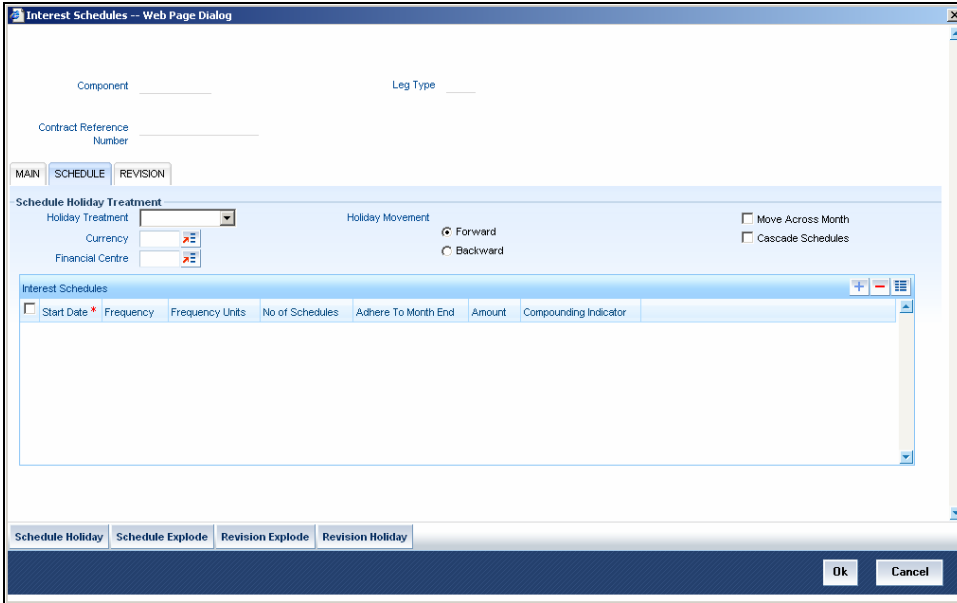 Interest Schedules -- Web Page Dialog
Component
Leg Type
Contract Reference
Number
MAIN
SCHEDULE
REVISION
Schedule Holiday Treatment
Holiday Treatment
Holiday Movement
Move Across Month
Forward
Currency
Cascade Schedules
Backward
Financial Centre
Interest Schedules
Start Date * Frequency Frequency Units No of Schedules Adhere To Month End Amount Compounding Indicator
Schedule Holiday
Schedule Explode
Revision Explode
Revision Holiday
Ok
Cancel